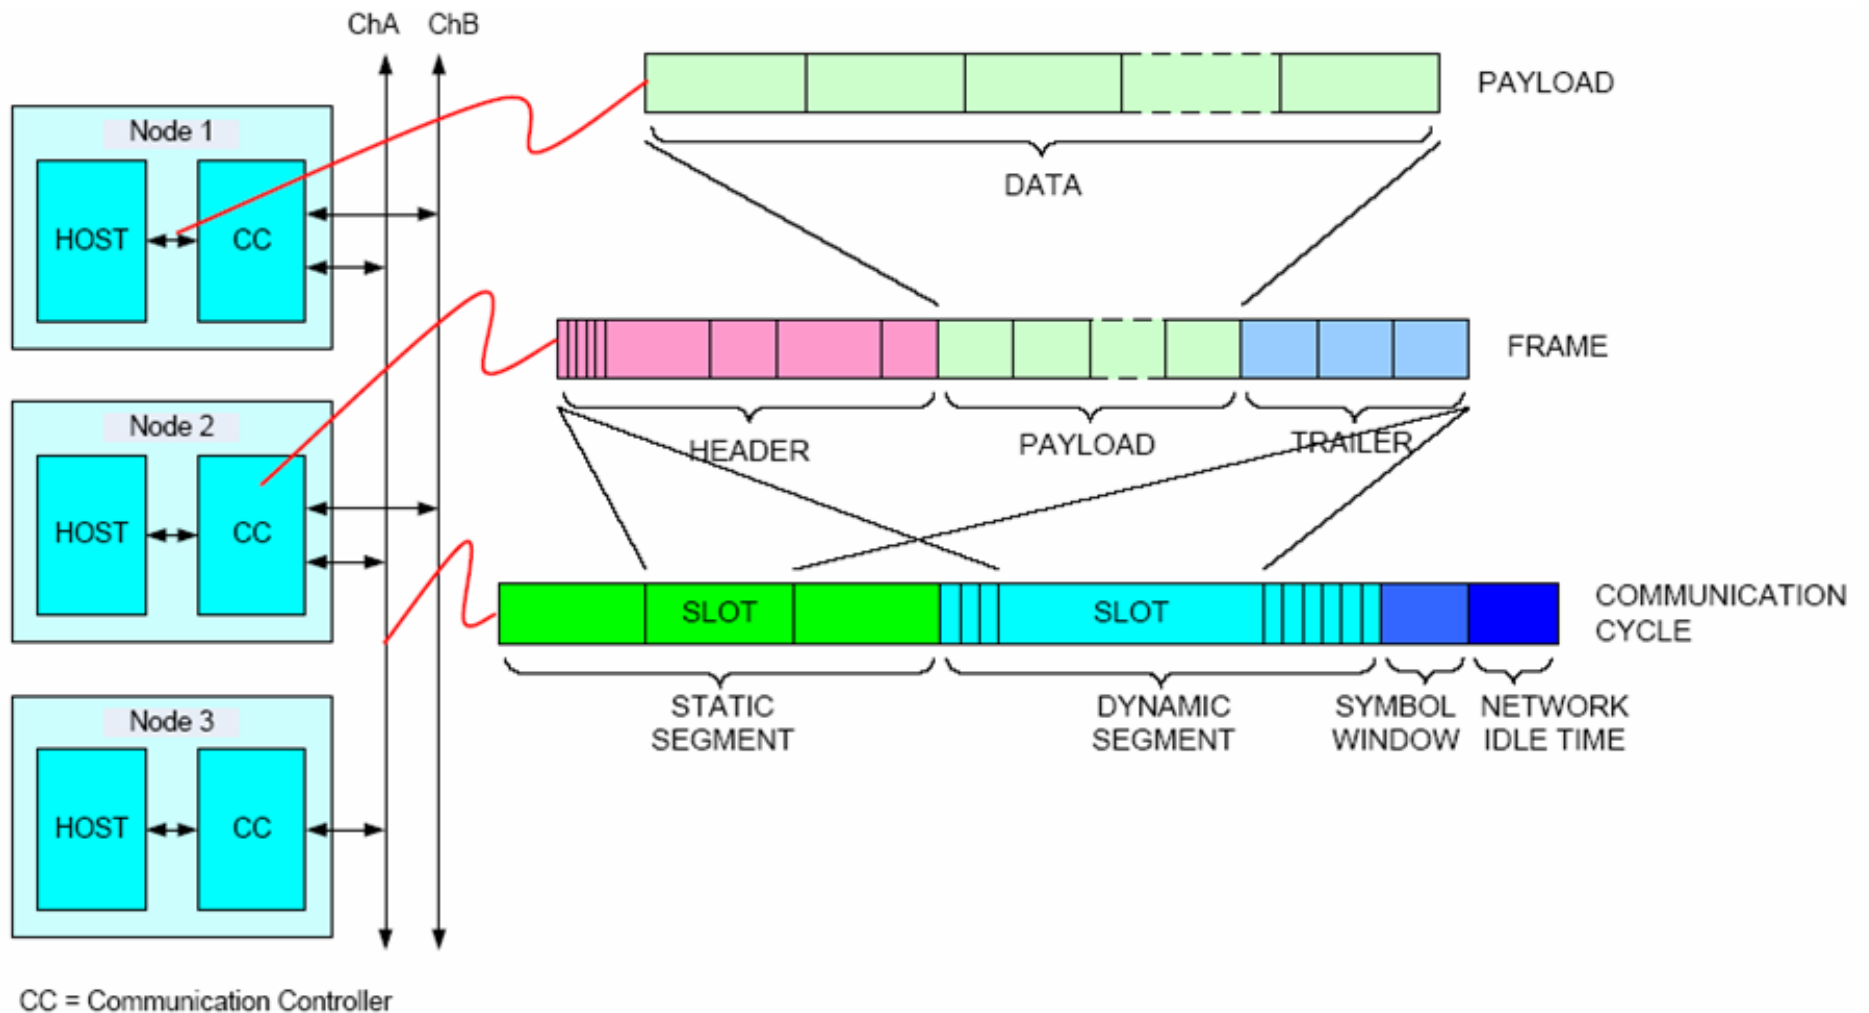 ChA ChB
PAYLOAD
Node 1
DATA
HOST CC
FRAME
Node 2
HEADER PAYLOAD TRAILER
HOST CC
SLOT SLOT
COMMUNICATION
CYCLE
STATIC
SEGMENT
DYNAMIC
SEGMENT
SYMBOL
WINDOW
NETWORK
IDLE TIME
Node 3
HOST CC
CC = Communication Controller